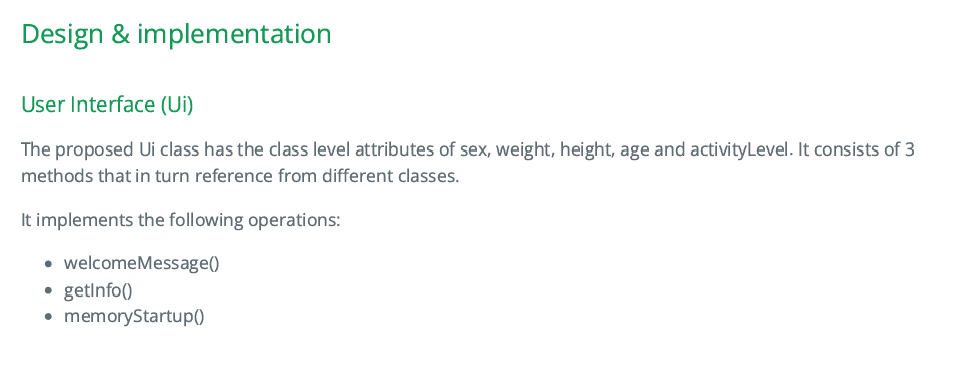 Design & implementation
User Interface (Ui)
The proposed Ui class has the class level attributes of sex, weight, height, age and activityLevel. It consists of 3
methods that in turn reference from different classes.
It implements the following operations:
• welcomeMessage()
• getInfo()
• memoryStartup()